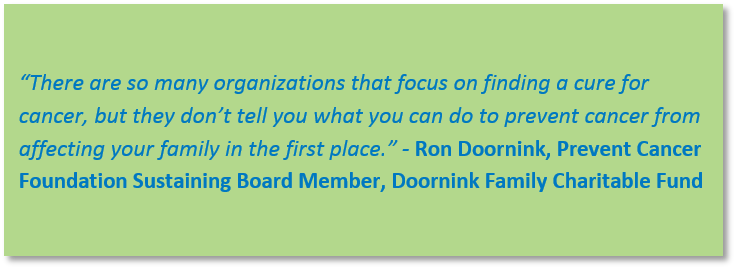 “There are so many organizations that focus on finding a cure for
cancer, but they don’t tell you what you can do to prevent cancer from
affecting your family in the first place.” - Ron Doornink, Prevent Cancer
Foundation Sustaining Board Member, Doornink Family Charitable Fund